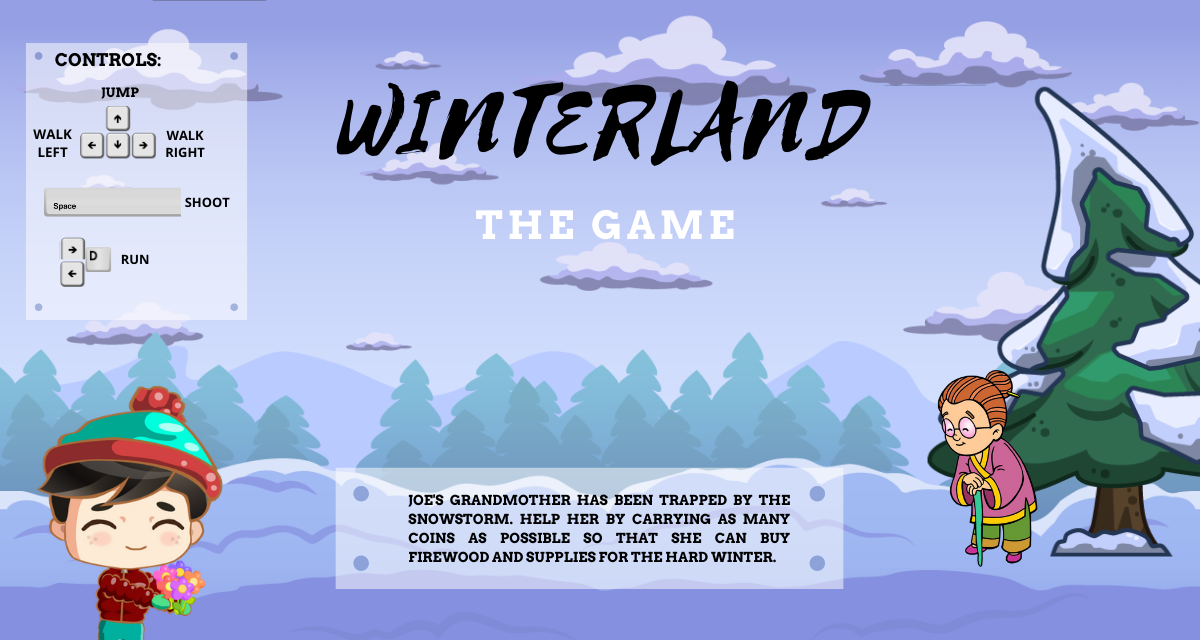 CONTROLS:
JUMP
WALK LEFT
WALK RIGHT
Space
SHOOT
D
RUN
WINTERLAND
THE GAME
JOE'S GRANDMOTHER HAS BEEN TRAPPED BY THE
SNOWSTORM. HELP HER BY CARRYING AS MANY
COINS AS POSSIBLE SO THAT SHE CAN BUY
FIREWOOD AND SUPPLIES FOR THE HARD WINTER.